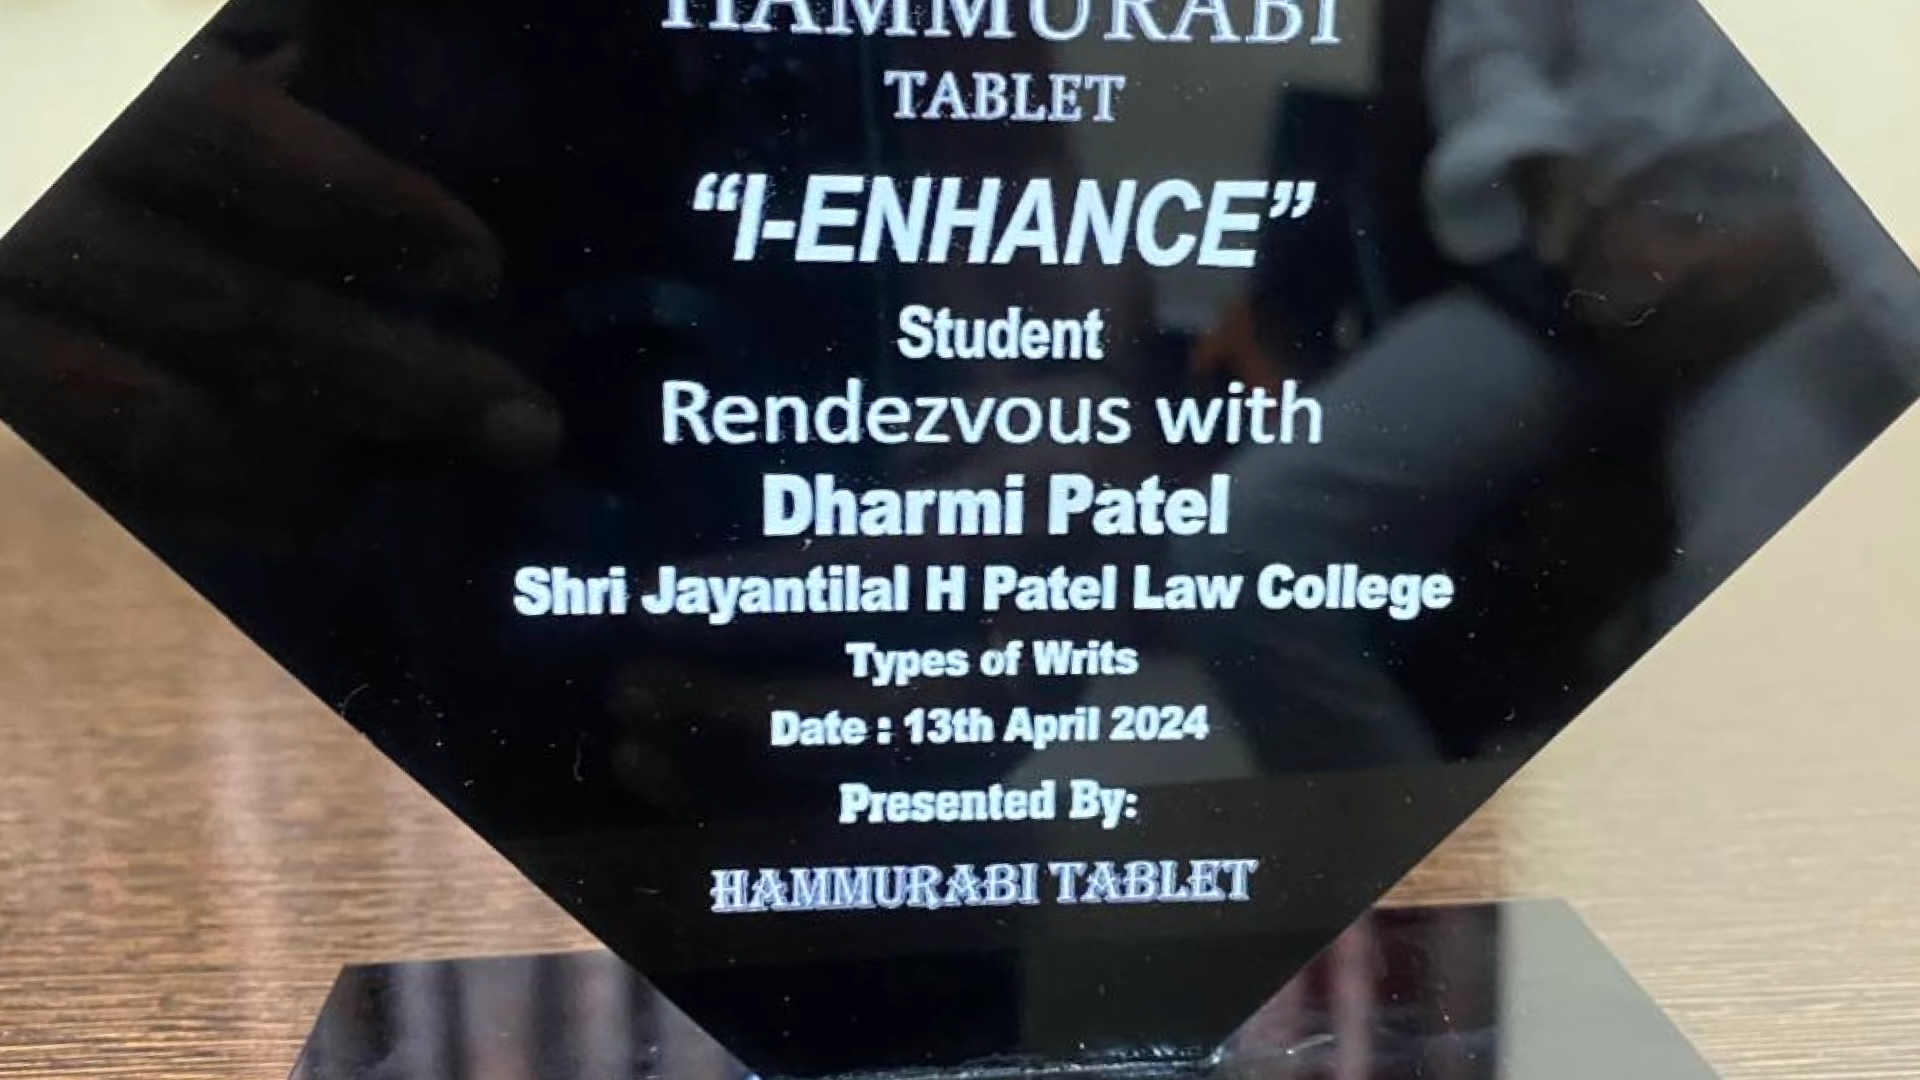 HAMMURABI
TABLET
“I-ENHANCE”
Student
Rendezvous with
Dharmi Patel
Shri Jayantilal H Patel Law College
Types of Writs
Date : 13th April 2024
Presented By:
HAMMURABI TABLET